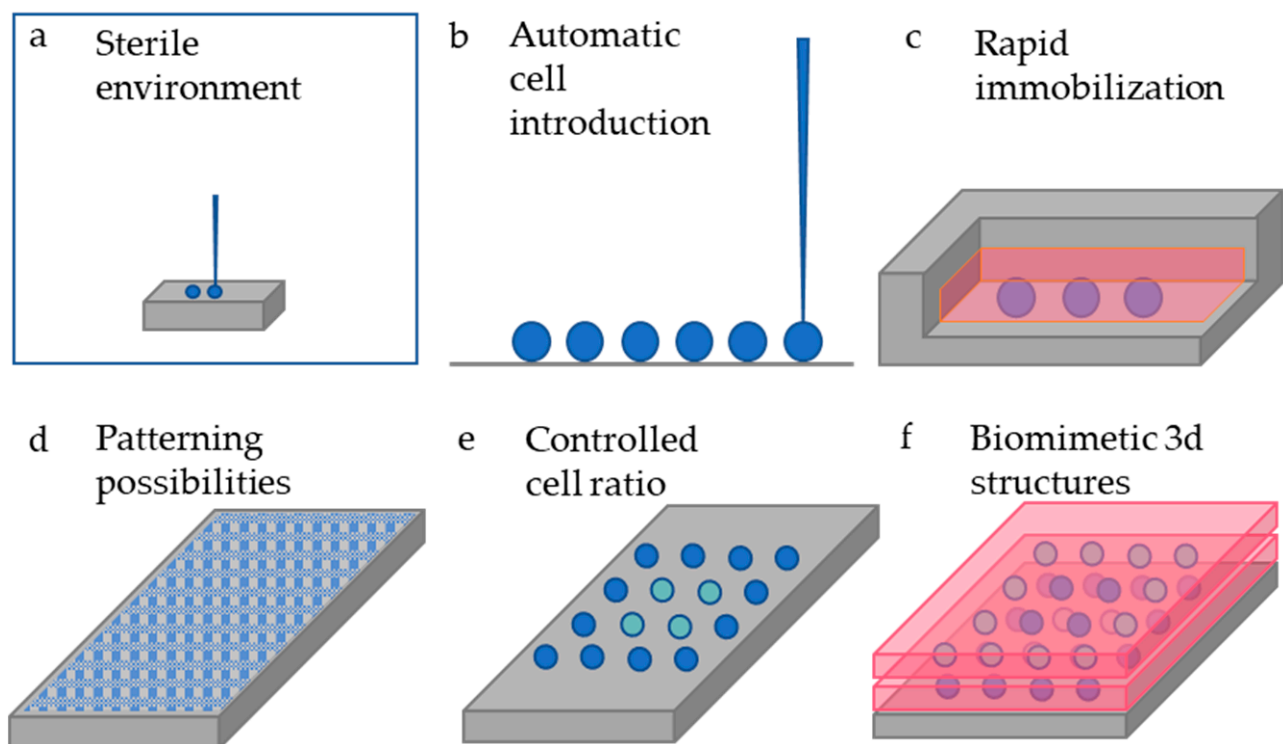 a Sterile
environment
b Automatic
cell
introduction
c Rapid
immobilization
d Patterning
possibilities
e Controlled
cell ratio
f Biomimetic 3d
structures